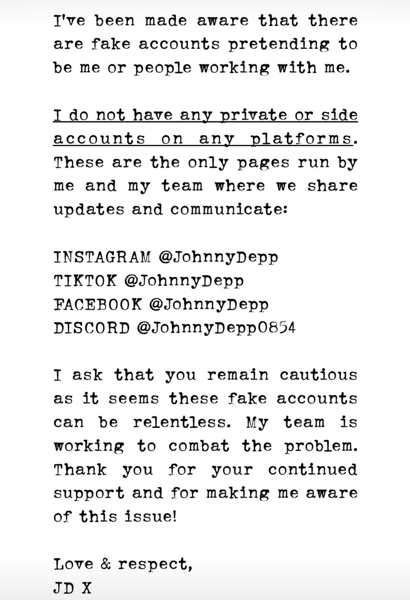 I've been made aware that there
are fake accounts pretending to
be me or people working with me.
I do not have any private or side
accounts on any platforms.
These are the only pages run by
me and my team where we share
updates and communicate:
INSTAGRAM @JohnnyDepp
TIKTOK @JohnnyDepp
FACEBOOK @JohnnyDepp
DISCORD @JohnnyDepp0854
I ask that you remain cautious
as it seems these fake accounts
can be relentless. My team is
working to combat the problem.
Thank you for your continued
support and for making me aware
of this issue!
Love & respect,
JD X